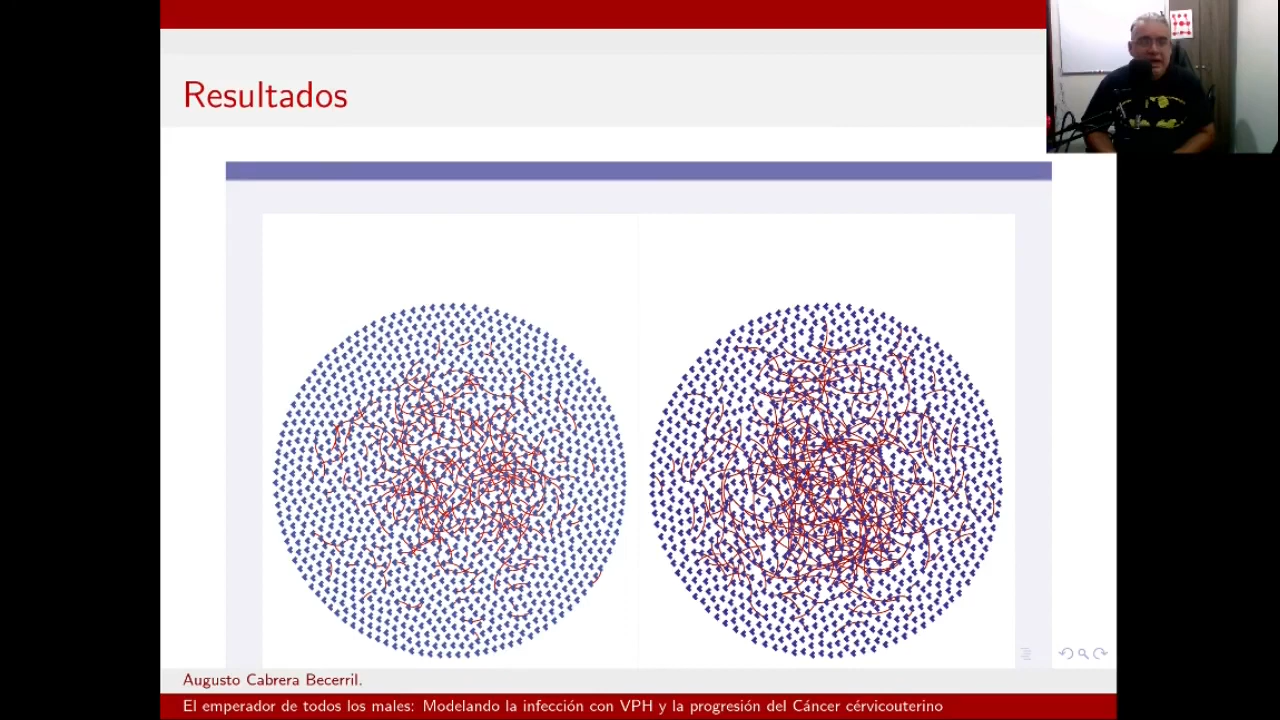 Resultados
Augusto Cabrera Becerril.
El emperador de todos los males: Modelando la infección con VPH y la progresión del Cáncer cérvicouterino